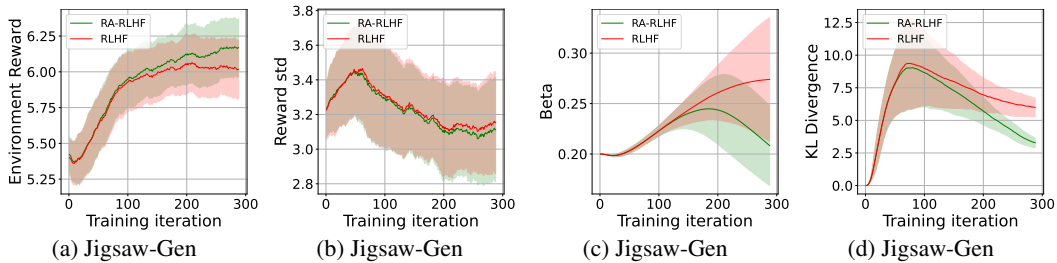 Environment Reward
6.25
6.00
5.75
5.50
5.25
RA-RLHF
RLHF
0 100 200 300
Training iteration
(a) Jigsaw-Gen
Reward std
3.6
3.4
3.2
3.0
2.8
RA-RLHF
RLHF
0 100 200 300
Training iteration
(b) Jigsaw-Gen
Beta
0.30
0.25
0.20
RA-RLHF
RLHF
0 100 200 300
Training iteration
(c) Jigsaw-Gen
KL Divergence
12.5
10.0
7.5
5.0
2.5
0.0
RA-RLHF
RLHF
0 100 200 300
Training iteration
(d) Jigsaw-Gen